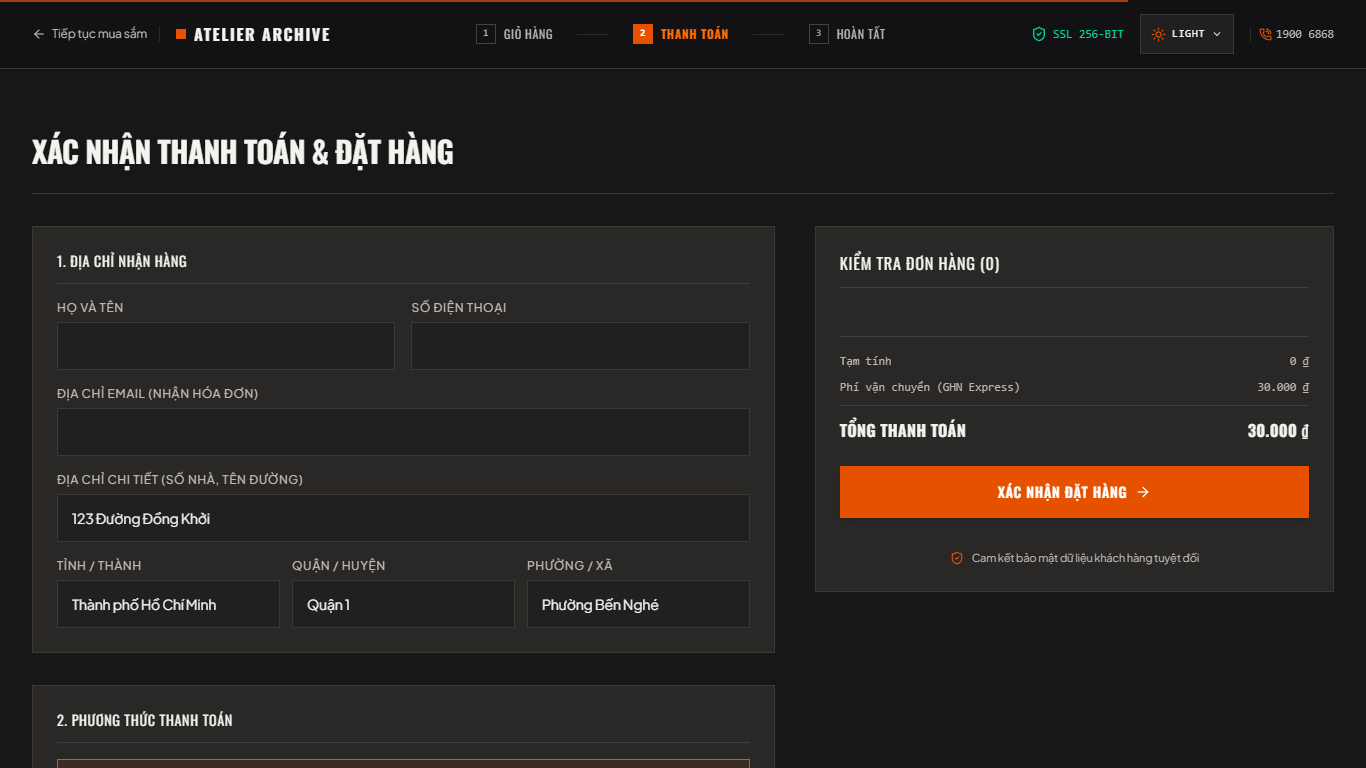 Tiếp tục mua sắm
ATELIER ARCHIVE
1 GIỎ HÀNG
2 THANH TOÁN
3 HOÀN TẤT
SSL 256-BIT
LIGHT
1900 6868
XÁC NHẬN THANH TOÁN & ĐẶT HÀNG
1. ĐỊA CHỈ NHẬN HÀNG
HỌ VÀ TÊN
SỐ ĐIỆN THOẠI
ĐỊA CHỈ EMAIL (NHẬN HÓA ĐƠN)
ĐỊA CHỈ CHI TIẾT (SỐ NHÀ, TÊN ĐƯỜNG)
123 Đường Đồng Khởi
TỈNH / THÀNH
QUẬN / HUYỆN
PHƯỜNG / XÃ
Thành phố Hồ Chí Minh
Quận 1
Phường Bến Nghé
2. PHƯƠNG THỨC THANH TOÁN
KIỂM TRA ĐƠN HÀNG (0)
Tạm tính 0 ₫
Phí vận chuyển (GHN Express) 30.000 ₫
TỔNG THANH TOÁN 30.000 ₫
XÁC NHẬN ĐẶT HÀNG →
Cam kết bảo mật dữ liệu khách hàng tuyệt đối